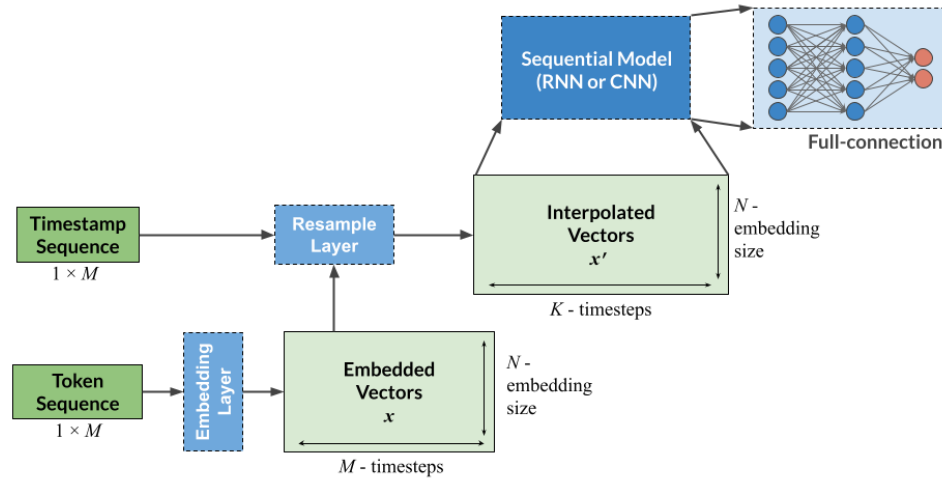 Sequential Model
(RNN or CNN)
Full-connection
Timestamp
Sequence
1 × M
Resample
Layer
Interpolated
Vectors
x′
N -
embedding
size
K - timesteps
Token
Sequence
1 × M
Embedding
Layer
Embedded
Vectors
x
N -
embedding
size
M - timesteps